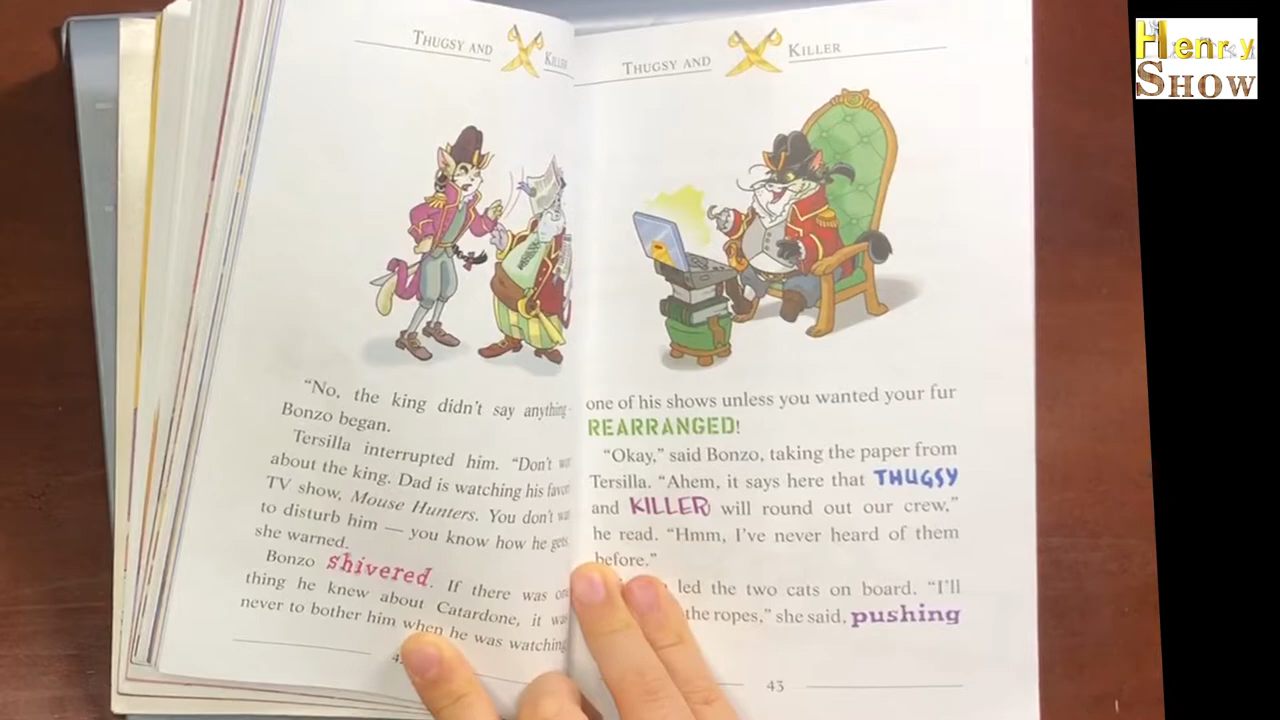 Henry
SHOW
THUGSY AND KILLER
"No, the king didn't say anything
Bonzo began.
Tersilla interrupted him. "Don't
about the king. Dad is watching his
TV show, Mouse Hunters. You don't
to disturb him — you know how he gets,
she warned.
Bonzo shivered. If there was
thing he knew about Catardone, it
never to bother him when he was watching
THUGSY AND KILLER
one of his shows unless you wanted your fur
REARRANGED!
"Okay," said Bonzo, taking the paper from
Tersilla. "Ahem, it says here that THUGSY
and KILLER will round out our crew,"
he read. "Hmm, I've never heard of them
before."
led the two cats on board. "I'll
the ropes," she said, pushing
43